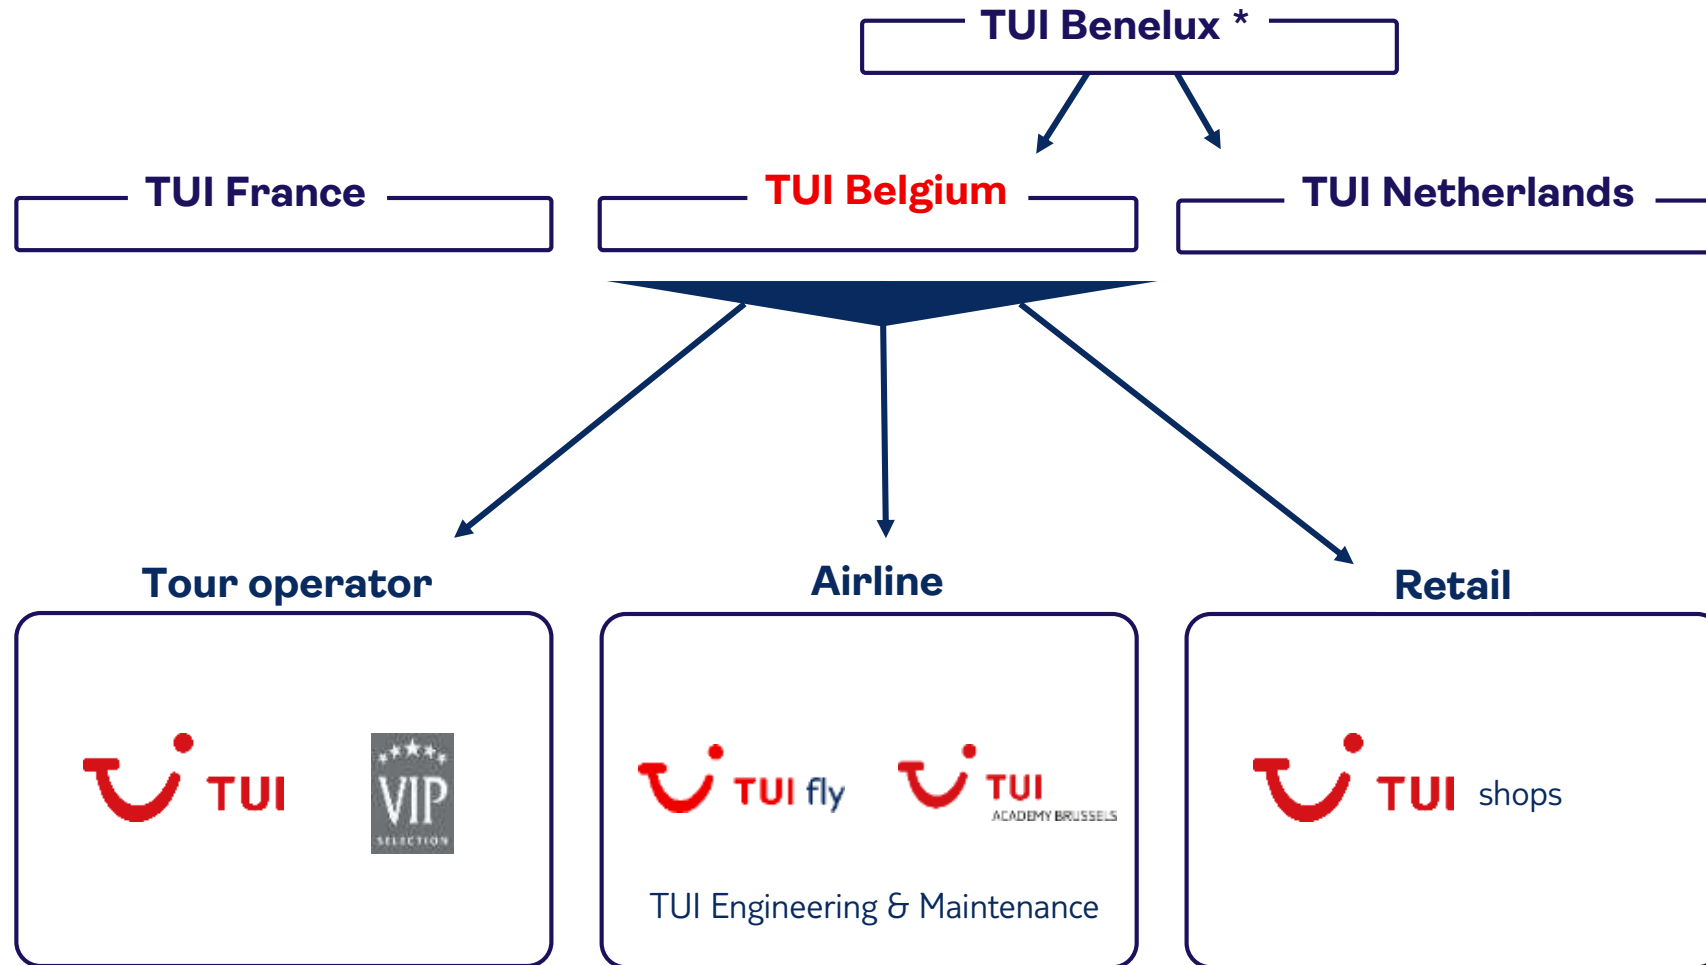 TUI Benelux *
TUI France
TUI Belgium
TUI Netherlands
Tour operator
Airline
Retail
TUI
VIP
SELECTION
TUI fly
TUI
ACADEMY BRUSSELS
TUI shops
TUI Engineering & Maintenance